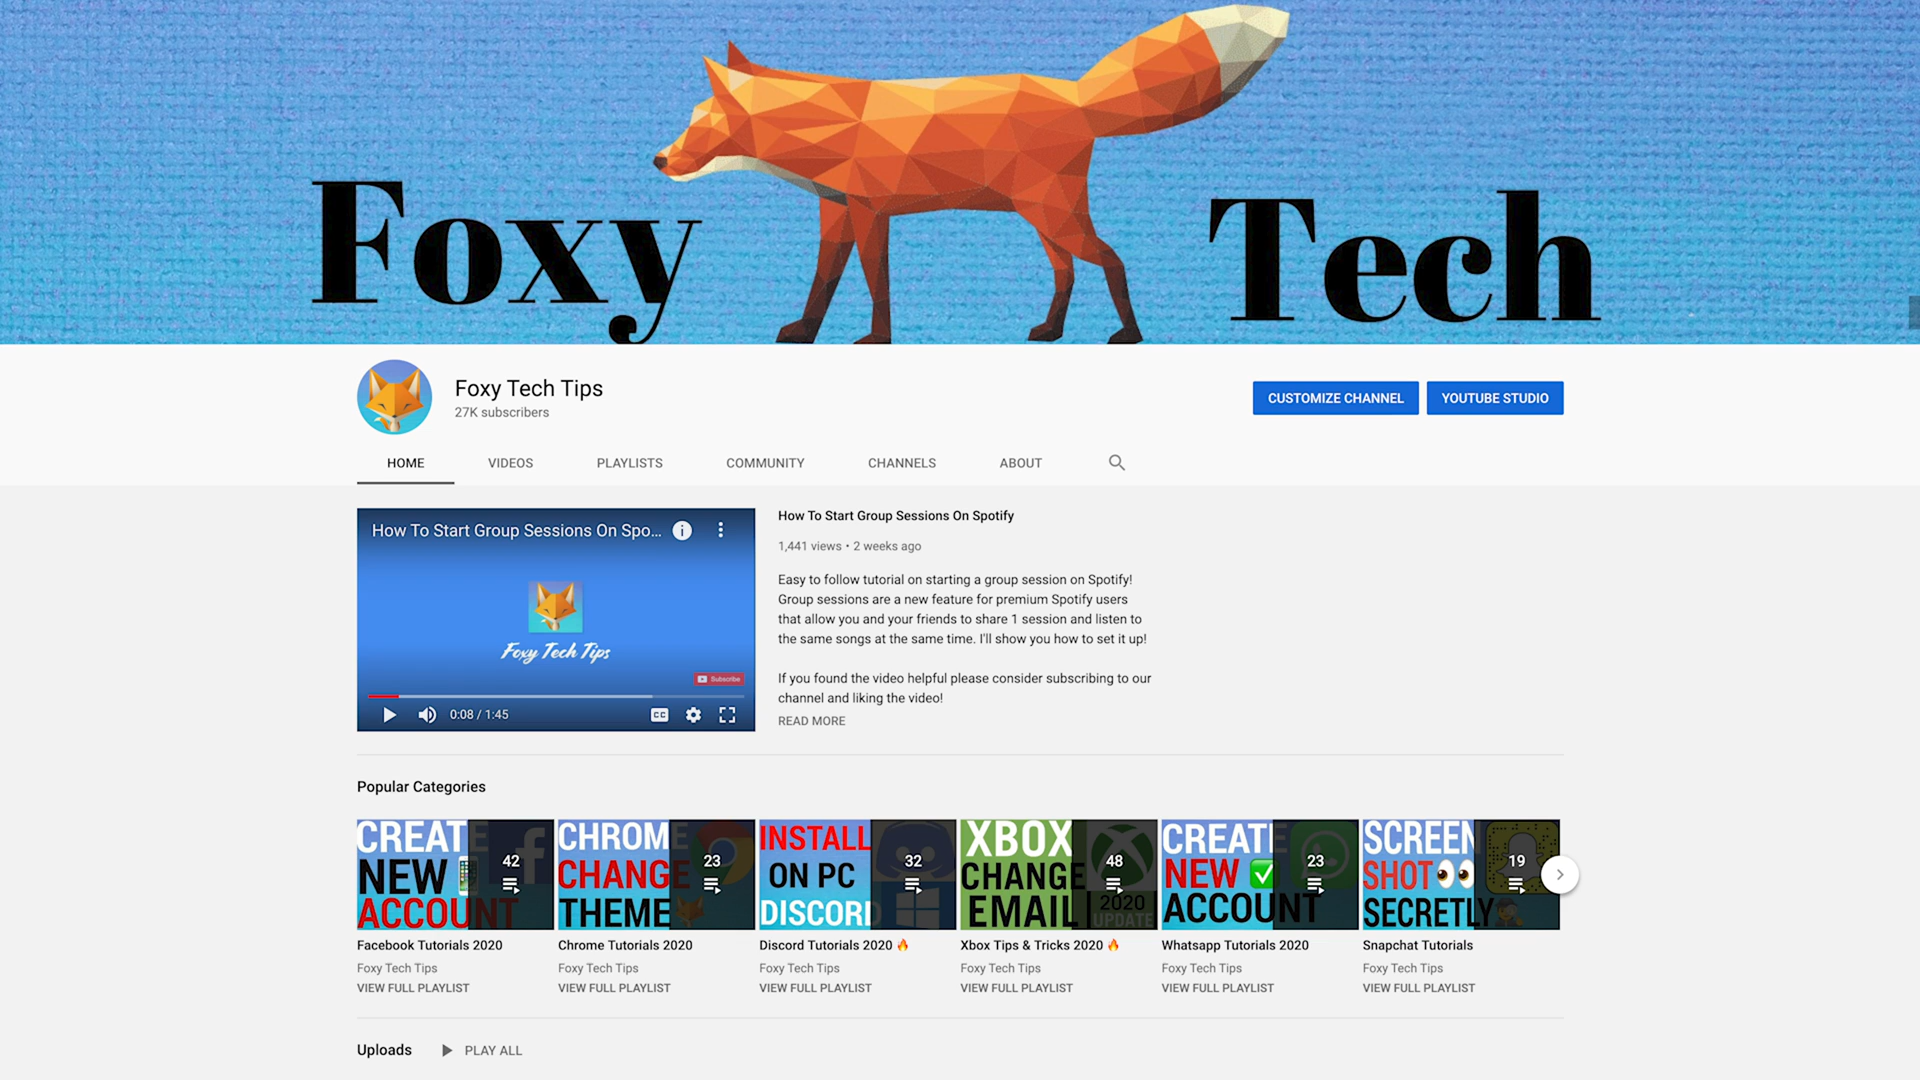 Foxy Tech
Foxy Tech Tips
27K subscribers
CUSTOMIZE CHANNEL
YOUTUBE STUDIO
HOME VIDEOS PLAYLISTS COMMUNITY CHANNELS ABOUT
How To Start Group Sessions On Spo...
Foxy Tech Tips
Subscribe
0:08 / 1:45
CC
How To Start Group Sessions On Spotify
1,441 views • 2 weeks ago
Easy to follow tutorial on starting a group session on Spotify!
Group sessions are a new feature for premium Spotify users
that allow you and your friends to share 1 session and listen to
the same songs at the same time. I'll show you how to set it up!
If you found the video helpful please consider subscribing to our
channel and liking the video!
READ MORE
Popular Categories
CREATE
NEW
ACCOUNT
42
Facebook Tutorials 2020
Foxy Tech Tips
VIEW FULL PLAYLIST
CHROME
CHANGE
THEME
23
Chrome Tutorials 2020
Foxy Tech Tips
VIEW FULL PLAYLIST
INSTALL
ON PC
DISCORD
32
Discord Tutorials 2020 🔥
Foxy Tech Tips
VIEW FULL PLAYLIST
XBOX
CHANGE
EMAIL
2020
UPDATE
48
Xbox Tips & Tricks 2020 🔥
Foxy Tech Tips
VIEW FULL PLAYLIST
CREATE
NEW ✅
ACCOUNT
23
Whatsapp Tutorials 2020
Foxy Tech Tips
VIEW FULL PLAYLIST
SCREEN
SHOT 👀
SECRETLY
19
Snapchat Tutorials
Foxy Tech Tips
VIEW FULL PLAYLIST
Uploads
PLAY ALL